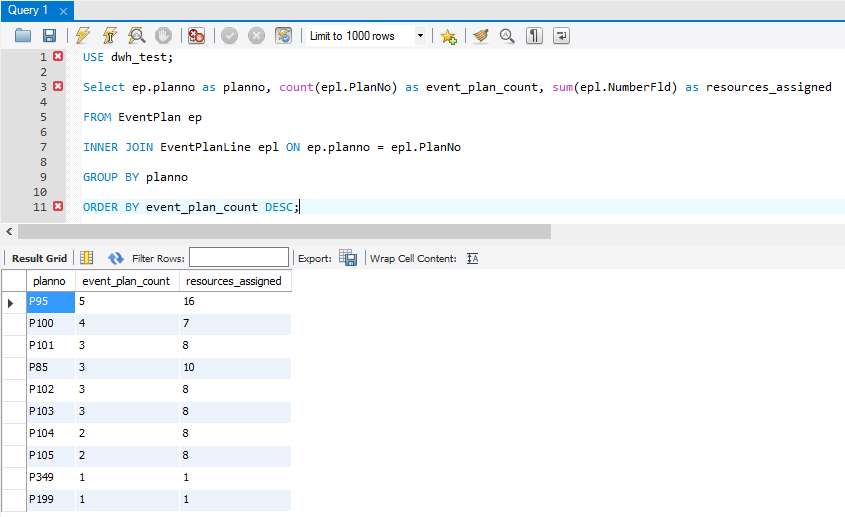 Query 1
Limit to 1000 rows
1 USE dwh_test;
2
3 Select ep.planno as planno, count(epl.PlanNo) as event_plan_count, sum(epl.NumberFld) as resources_assigned
4
5 FROM EventPlan ep
6
7 INNER JOIN EventPlanLine epl ON ep.planno = epl.PlanNo
8
9 GROUP BY planno
10
11 ORDER BY event_plan_count DESC;
Result Grid Filter Rows: Export: Wrap Cell Content: IA
planno event_plan_count resources_assigned
P95 5 16
P100 4 7
P101 3 8
P85 3 10
P102 3 8
P103 3 8
P104 2 8
P105 2 8
P349 1 1
P199 1 1